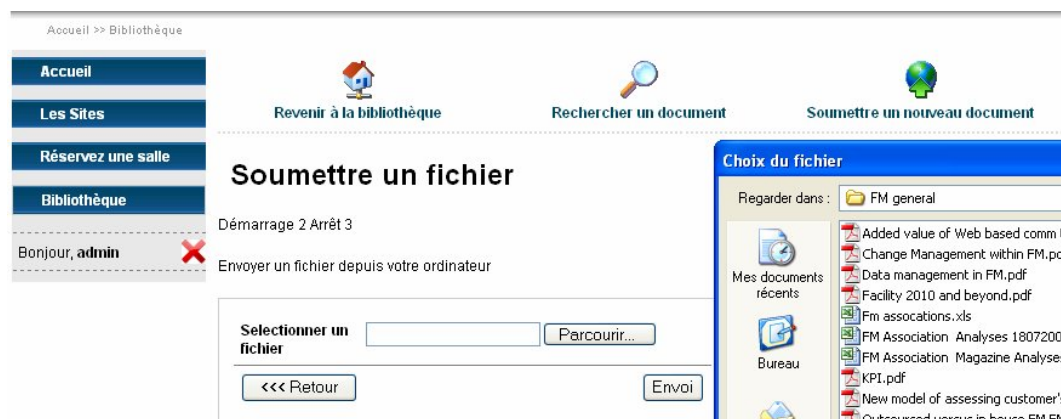 Accueil >> Bibliothèque
Accueil
Les Sites
Réservez une salle
Bibliothèque
Bonjour, admin
Revenir à la bibliothèque
Rechercher un document
Soumettre un nouveau document
Soumettre un fichier
Démarrage 2 Arrêt 3
Envoyer un fichier depuis votre ordinateur
Selectionner un
fichier
Parcourir...
<<< Retour
Envoi
Choix du fichier
Regarder dans :
FM general
Mes documents
récents
Bureau
Added value of Web based comm
Change Management within FM.pd
Data management in FM.pdf
Facility 2010 and beyond.pdf
Fm assocations.xls
FM Association Analyses 1807200
FM Association Magazine Analyse
KPI.pdf
New model of assessing customer
Outsourced versus in house FM